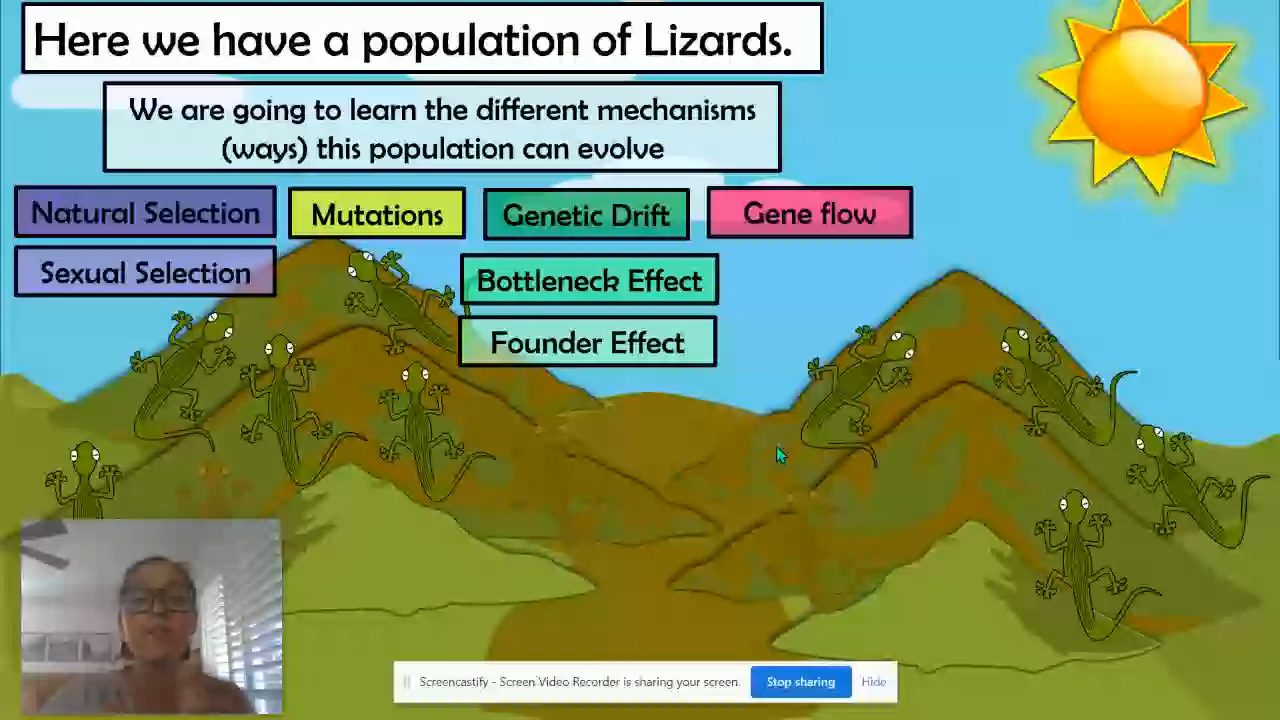 Here we have a population of Lizards.
We are going to learn the different mechanisms
(ways) this population can evolve
Natural Selection
Mutations
Genetic Drift
Gene flow
Sexual Selection
Bottleneck Effect
Founder Effect
Screencastify - Screen Video Recorder is sharing your screen.
Stop sharing
Hide